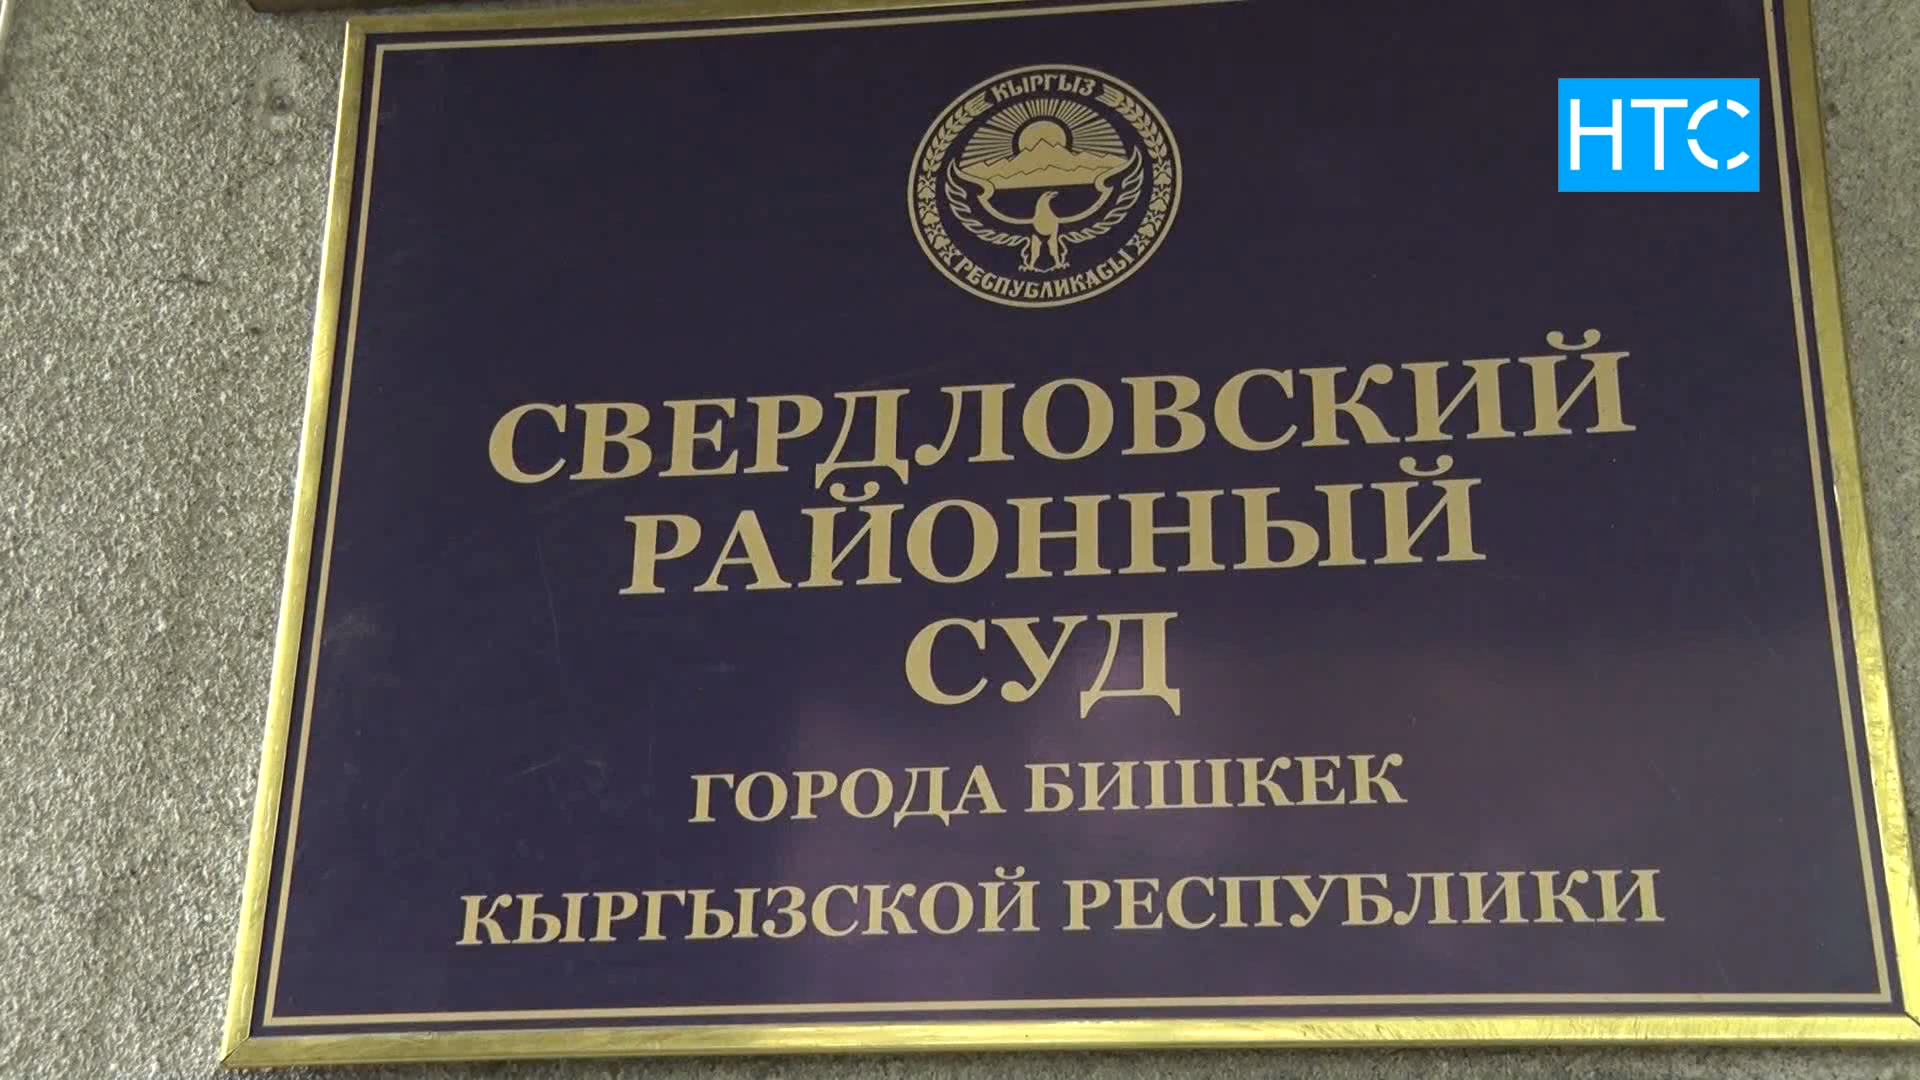 НТС
КЫРГЫЗ
РЕСПУБЛИКАСЫ
СВЕРДЛОВСКИЙ
РАЙОННЫЙ
СУД
ГОРОДА БИШКЕК
КЫРГЫЗСКОЙ РЕСПУБЛИКИ